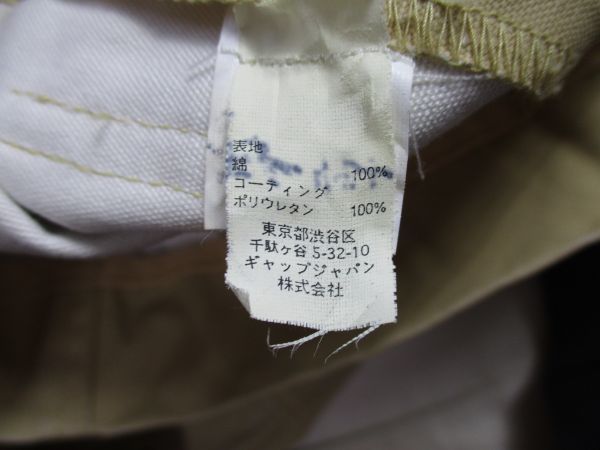 表地
綿 100%
コーティング
ポリウレタン 100%
東京都渋谷区
千駄ケ谷 5-32-10
ギャップジャパン
株式会社